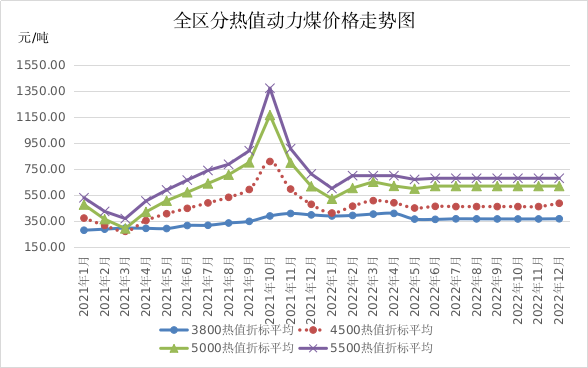 全区分热值动力煤价格走势图
元/吨
1550.00
1350.00
1150.00
950.00
750.00
550.00
350.00
150.00
2021年1月
2021年2月
2021年3月
2021年4月
2021年5月
2021年6月
2021年7月
2021年8月
2021年9月
2021年10月
2021年11月
2021年12月
2022年1月
2022年2月
2022年3月
2022年4月
2022年5月
2022年6月
2022年7月
2022年8月
2022年9月
2022年10月
2022年11月
2022年12月
3800热值折标平均 4500热值折标平均
5000热值折标平均 5500热值折标平均